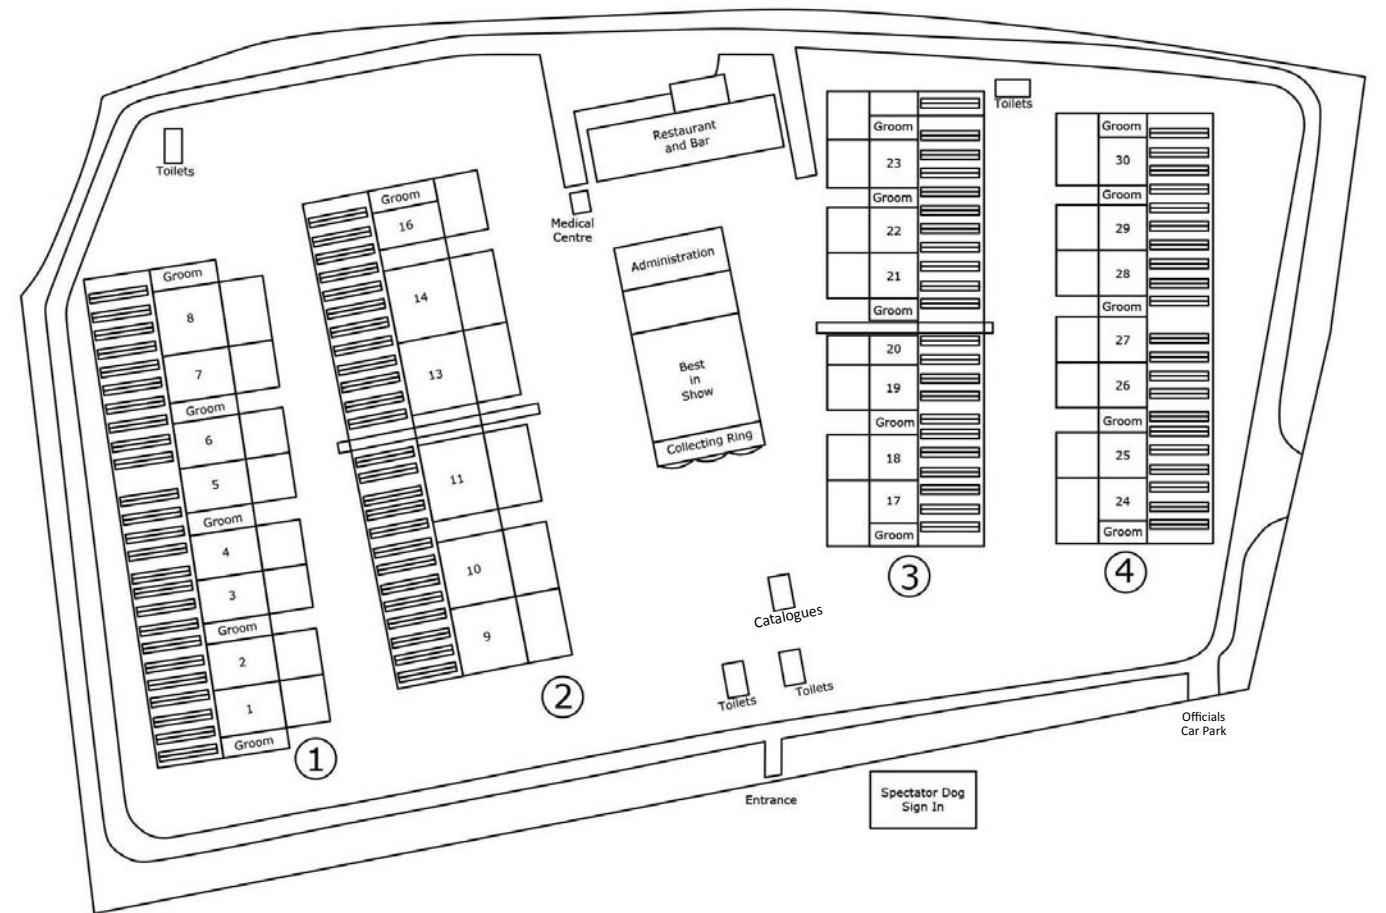 Toilets
Restaurant
and Bar
Medical
Centre
Administration
Best
in
Show
Collecting Ring
Catalogues
Toilets
Toilets
Groom
8
7
Groom
6
5
Groom
4
3
Groom
2
1
Groom
1
Groom
16
14
13
11
10
9
2
Toilets
Groom
23
Groom
22
21
Groom
20
19
Groom
18
17
Groom
3
Groom
30
Groom
29
28
Groom
27
26
Groom
25
24
Groom
4
Officials
Car Park
Entrance
Spectator Dog
Sign In